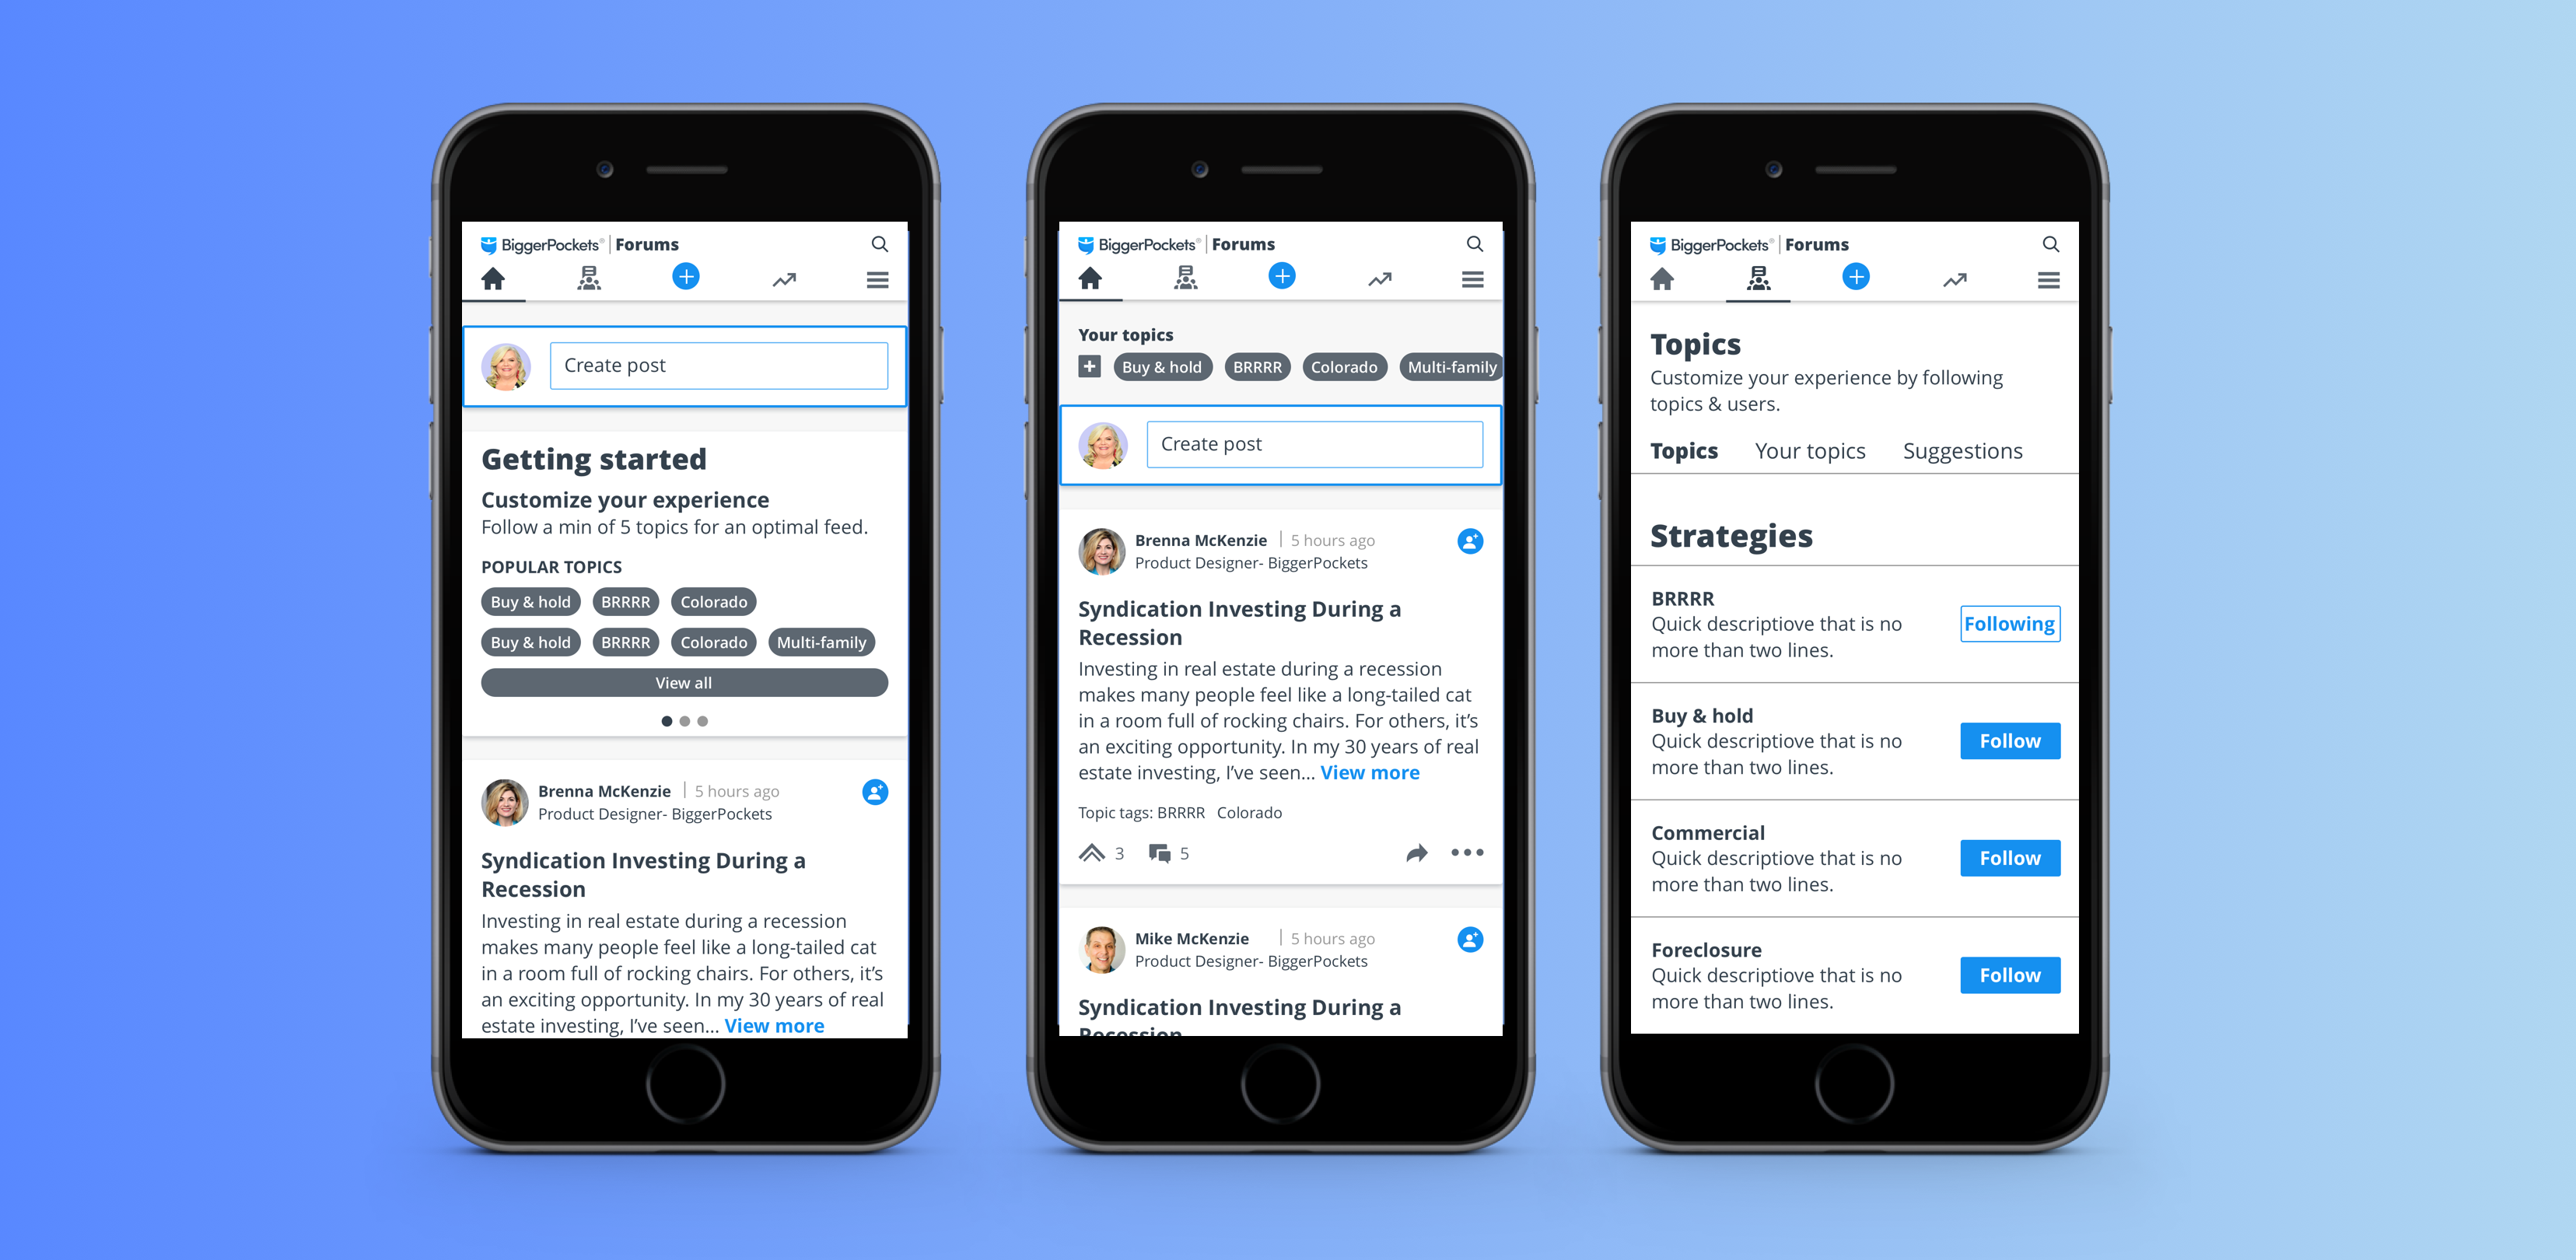 BiggerPockets® | Forums
Create post
Getting started
Customize your experience
Follow a min of 5 topics for an optimal feed.
POPULAR TOPICS
Buy & hold BRRRR Colorado
Buy & hold BRRRR Colorado Multi-family
View all
Brenna McKenzie | 5 hours ago
Product Designer- BiggerPockets
Syndication Investing During a
Recession
Investing in real estate during a recession
makes many people feel like a long-tailed cat
in a room full of rocking chairs. For others, it's
an exciting opportunity. In my 30 years of real
estate investing, I've seen... View more
BiggerPockets® | Forums
Your topics
Buy & hold BRRRR Colorado Multi-family
Create post
Brenna McKenzie | 5 hours ago
Product Designer- BiggerPockets
Syndication Investing During a
Recession
Investing in real estate during a recession
makes many people feel like a long-tailed cat
in a room full of rocking chairs. For others, it's
an exciting opportunity. In my 30 years of real
estate investing, I've seen... View more
Topic tags: BRRRR Colorado
3 5
Mike McKenzie | 5 hours ago
Product Designer- BiggerPockets
Syndication Investing During a
Recession
BiggerPockets® | Forums
Topics
Customize your experience by following
topics & users.
Topics Your topics Suggestions
Strategies
BRRRR
Quick descriptiove that is no
more than two lines.
Following
Buy & hold
Quick descriptiove that is no
more than two lines.
Follow
Commercial
Quick descriptiove that is no
more than two lines.
Follow
Foreclosure
Quick descriptiove that is no
more than two lines.
Follow